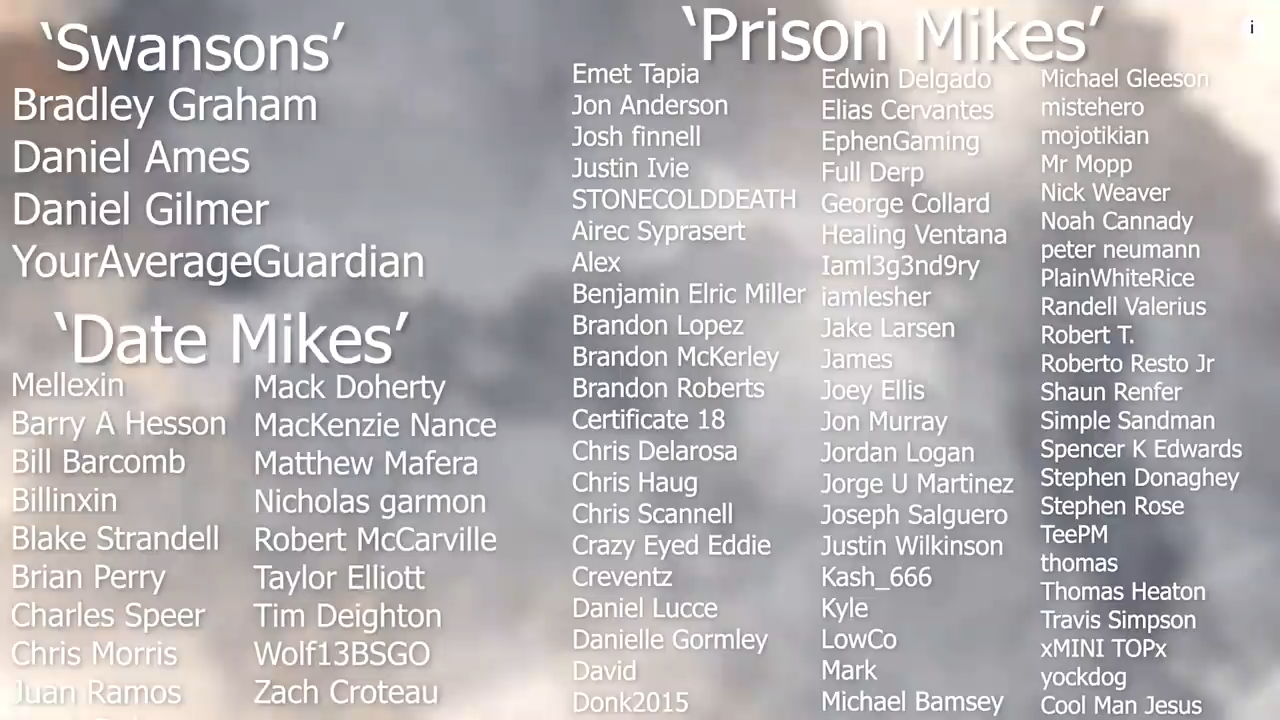 ‘Swansons’
Bradley Graham
Daniel Ames
Daniel Gilmer
YourAverageGuardian
‘Date Mikes’
Mellexin
Barry A Hesson
Bill Barcomb
Billinxin
Blake Strandell
Brian Perry
Charles Speer
Chris Morris
Juan Ramos
Mack Doherty
MacKenzie Nance
Matthew Mafera
Nicholas garmon
Robert McCarville
Taylor Elliott
Tim Deighton
Wolf13BSGO
Zach Croteau
‘Prison Mikes’
Emet Tapia
Jon Anderson
Josh finnell
Justin Ivie
STONECOLDDEATH
Airec Syprasert
Alex
Benjamin Elric Miller
Brandon Lopez
Brandon McKerley
Brandon Roberts
Certificate 18
Chris Delarosa
Chris Haug
Chris Scannell
Crazy Eyed Eddie
Creventz
Daniel Lucce
Danielle Gormley
David
Donk2015
Edwin Delgado
Elias Cervantes
EphenGaming
Full Derp
George Collard
Healing Ventana
Iaml3g3nd9ry
iamlesher
Jake Larsen
James
Joey Ellis
Jon Murray
Jordan Logan
Jorge U Martinez
Joseph Salguero
Justin Wilkinson
Kash_666
Kyle
LowCo
Mark
Michael Bamsey
Michael Gleeson
mistehero
mojotikian
Mr Mopp
Nick Weaver
Noah Cannady
peter neumann
PlainWhiteRice
Randell Valerius
Robert T.
Roberto Resto Jr
Shaun Renfer
Simple Sandman
Spencer K Edwards
Stephen Donaghey
Stephen Rose
TeePM
thomas
Thomas Heaton
Travis Simpson
xMINI TOPx
yockdog
Cool Man Jesus
i